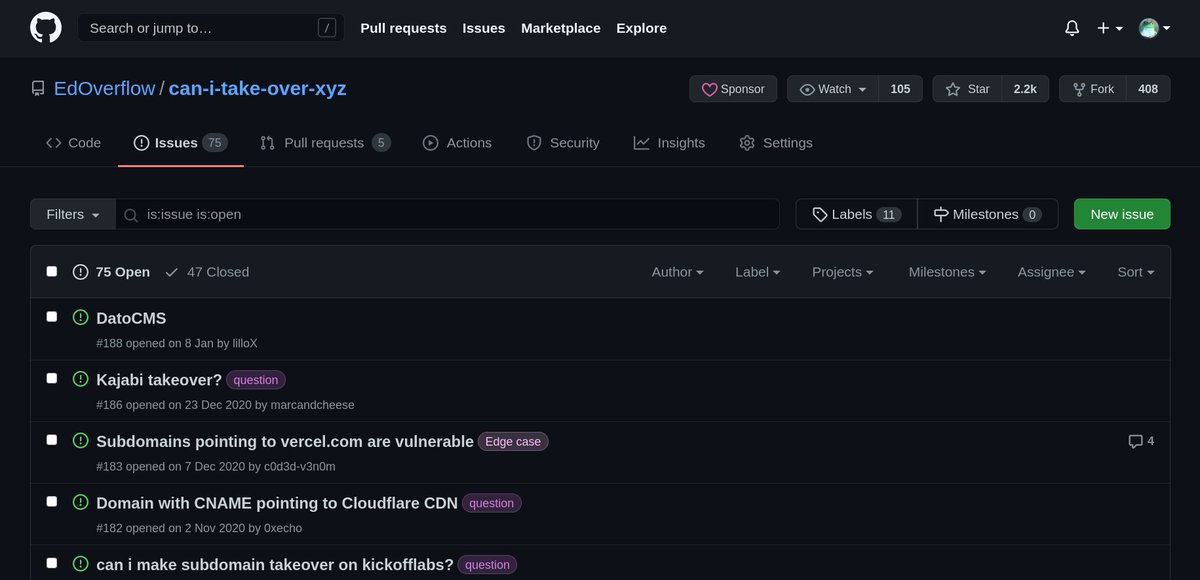 Search or jump to… / Pull requests Issues Marketplace Explore
EdOverflow / can-i-take-over-xyz Sponsor Watch 105 Star 2.2k Fork 408
Code Issues 75 Pull requests 5 Actions Security Insights Settings
Filters is:issue is:open Labels 11 Milestones 0 New issue
75 Open 47 Closed Author Label Projects Milestones Assignee Sort
DatoCMS
#188 opened on 8 Jan by lilloX
Kajabi takeover? question
#186 opened on 23 Dec 2020 by marcandcheese
Subdomains pointing to vercel.com are vulnerable Edge case 4
#183 opened on 7 Dec 2020 by c0d3d-v3n0m
Domain with CNAME pointing to Cloudflare CDN question
#182 opened on 2 Nov 2020 by 0xecho
can i make subdomain takeover on kickofflabs? question